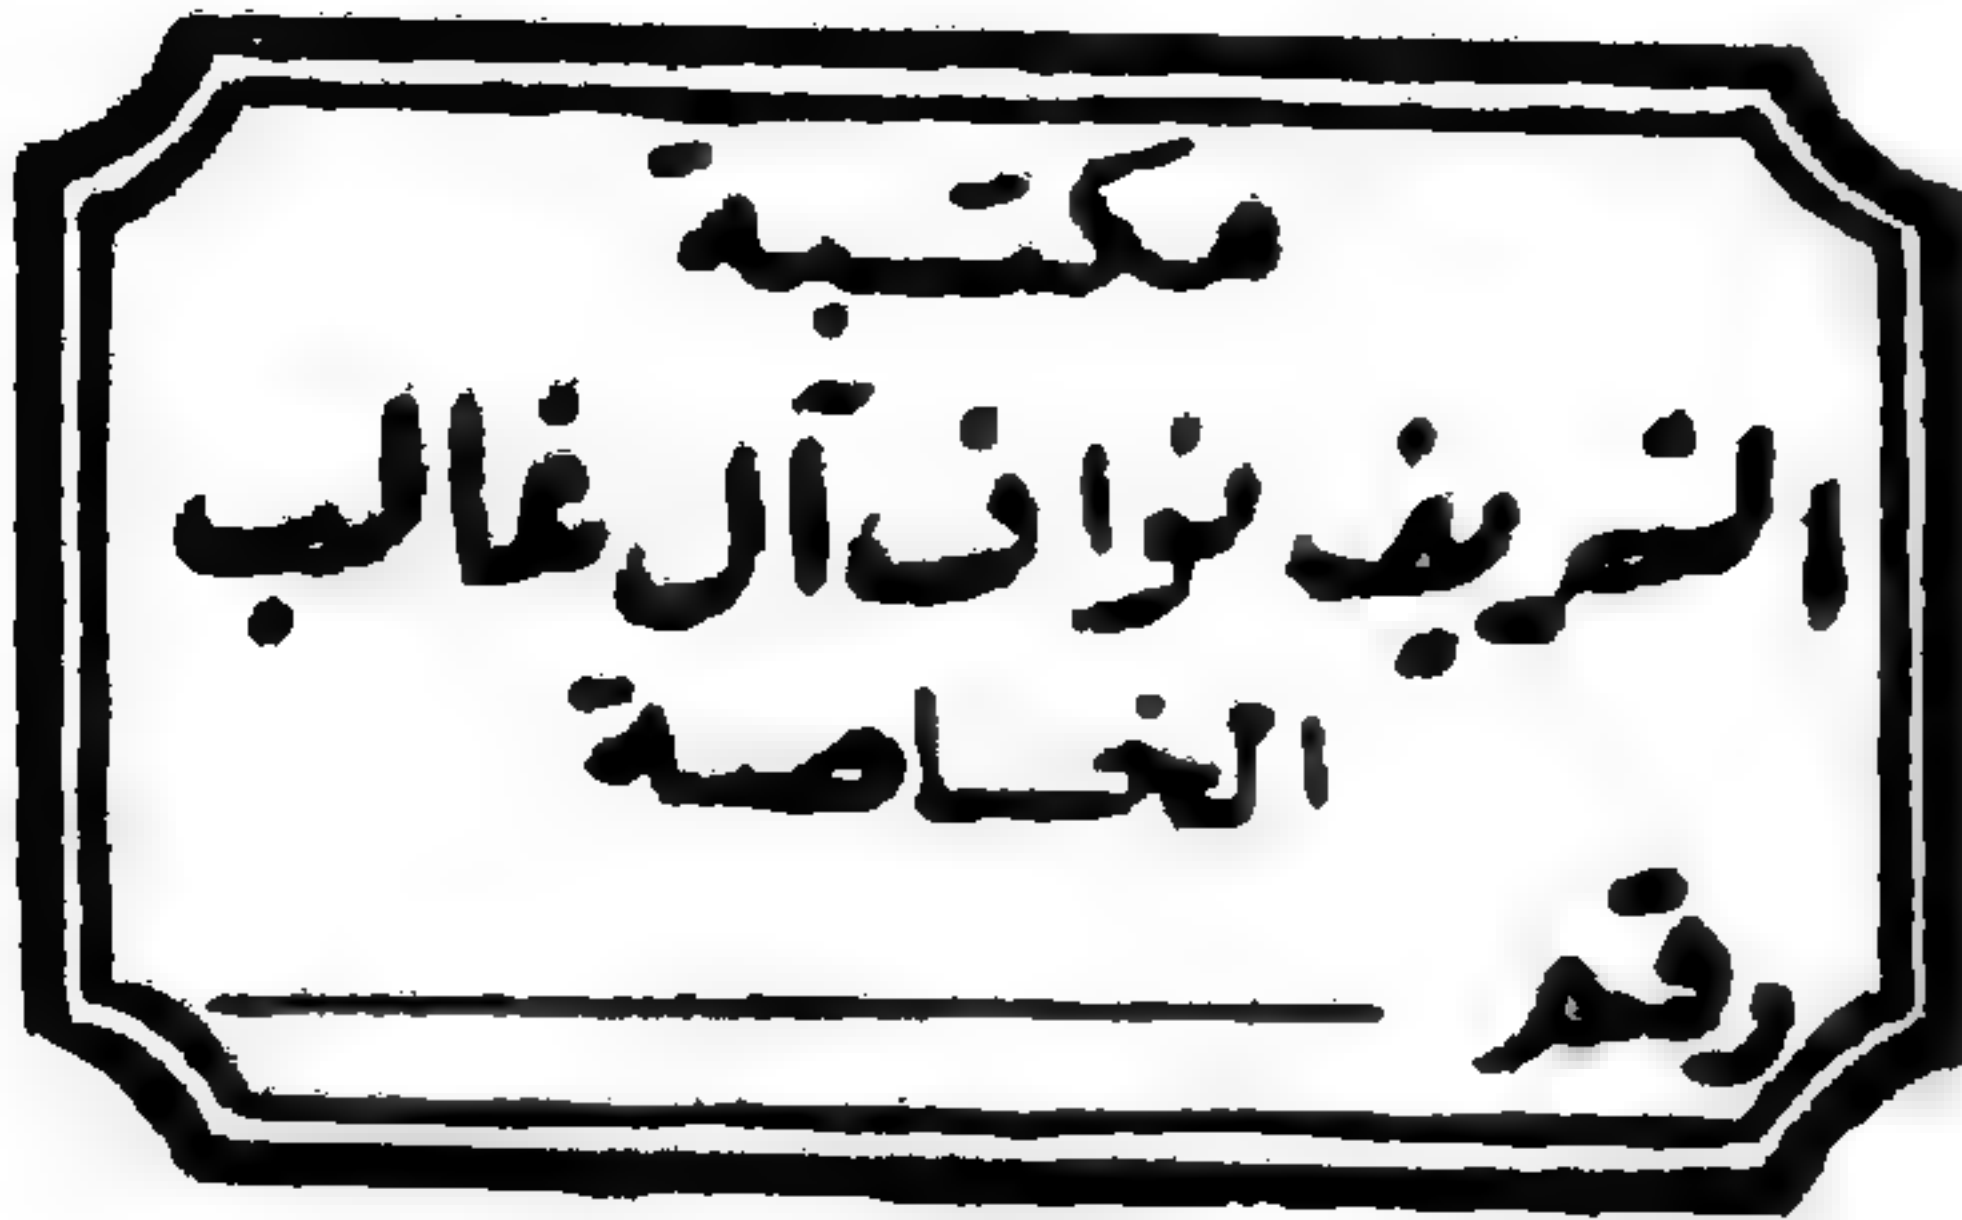 مكتبة
الشريف نواف آل غالب
الخاصة
رقم